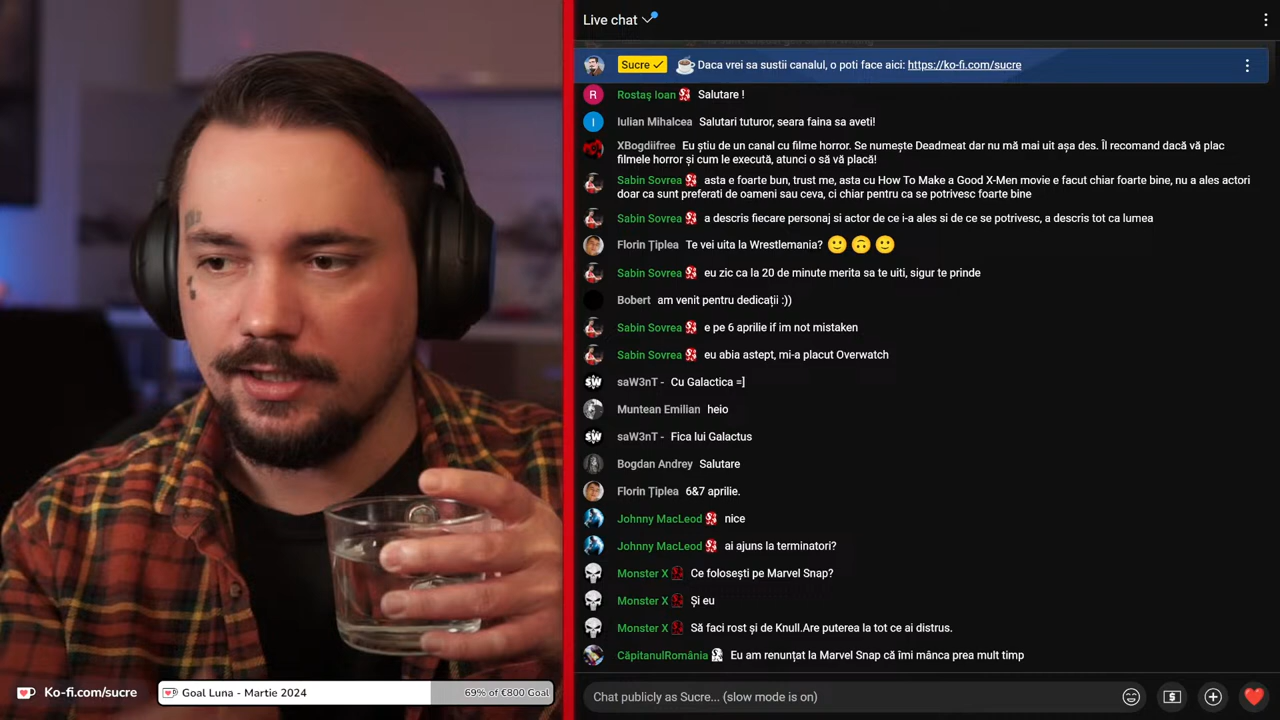 Live chat
Sucre Daca vrei sa sustii canalul, o poti face aici: https://ko-fi.com/sucre
R Rostaș Ioan Salutare !
I Iulian Mihalcea Salutari tuturor, seara faina sa aveti!
XBogdiifree Eu știu de un canal cu filme horror. Se numește Deadmeat dar nu mă mai uit așa des. Îl recomand dacă vă plac
filmele horror și cum le execută, atunci o să vă placă!
Sabin Sovrea asta e foarte bun, trust me, asta cu How To Make a Good X-Men movie e facut chiar foarte bine, nu a ales actori
doar ca sunt preferati de oameni sau ceva, ci chiar pentru ca se potrivesc foarte bine
Sabin Sovrea a descris fiecare personaj si actor de ce i-a ales si de ce se potrivesc, a descris tot ca lumea
Florin Țiplea Te vei uita la Wrestlemania? 🙂🙃🙂
Sabin Sovrea eu zic ca la 20 de minute merita sa te uiti, sigur te prinde
Bobert am venit pentru dedicații :))
Sabin Sovrea e pe 6 aprilie if im not mistaken
Sabin Sovrea eu abia astept, mi-a placut Overwatch
SW saW3nT - Cu Galactica =]
Muntean Emilian heio
SW saW3nT - Fica lui Galactus
Bogdan Andrey Salutare
Florin Țiplea 6&7 aprilie.
Johnny MacLeod nice
Johnny MacLeod ai ajuns la terminatori?
Monster X Ce folosești pe Marvel Snap?
Monster X Și eu
Monster X Să faci rost și de Knull.Are puterea la tot ce ai distrus.
CăpitanulRomânia Eu am renunțat la Marvel Snap că îmi mânca prea mult timp
Chat publicly as Sucre... (slow mode is on)
Ko-fi.com/sucre
Goal Luna - Martie 2024 69% of €800 Goal